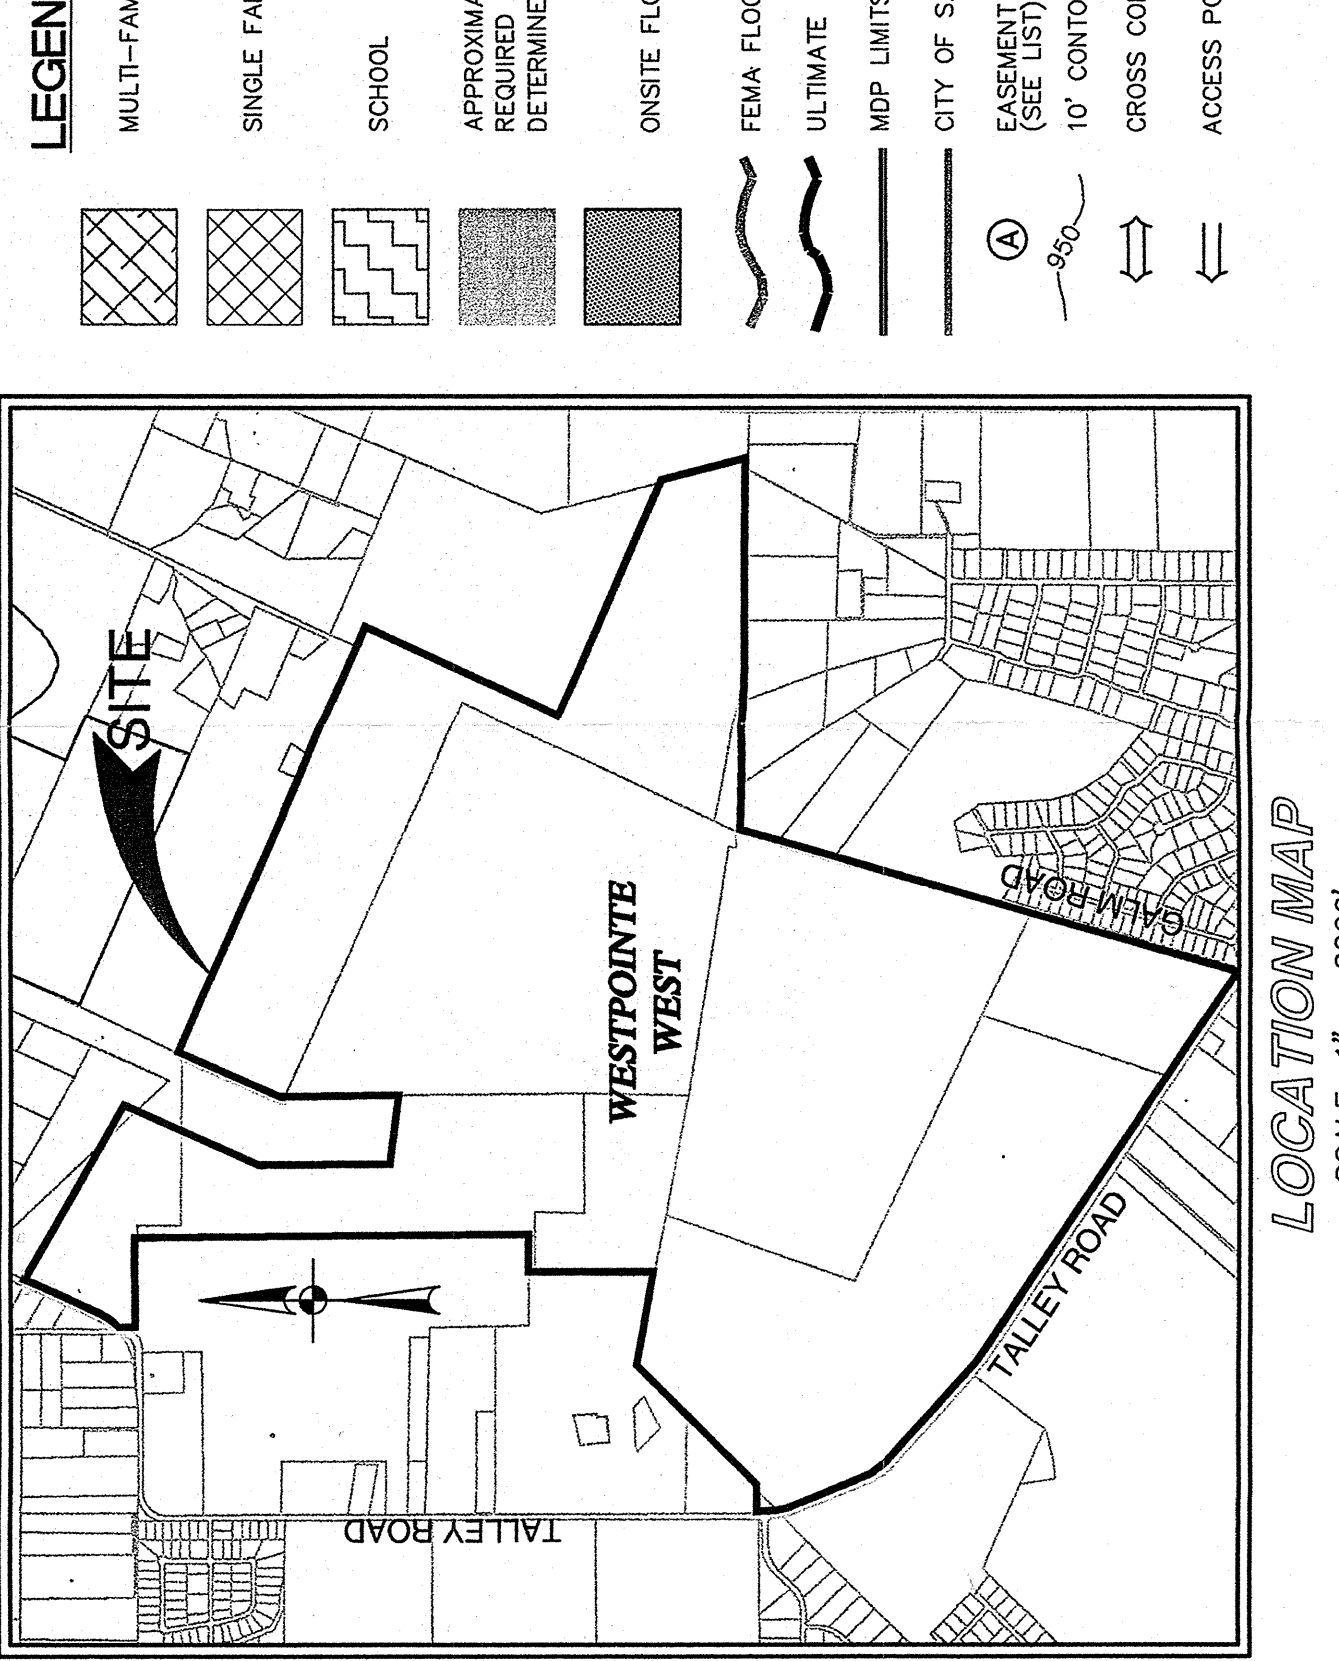 SITE
WESTPOINTE
WEST
GALM ROAD
TALLEY ROAD
TALLEY ROAD
LOCATION MAP
LEGEN
MULTI-FAM
SINGLE FA
SCHOOL
APPROXIMA
REQUIRED
DETERMINE
ONSITE FLO
FEMA FLOO
ULTIMATE
MDP LIMITS
CITY OF S
A
EASEMENT
(SEE LIST)
950
10' CONTO
CROSS CO
ACCESS PO